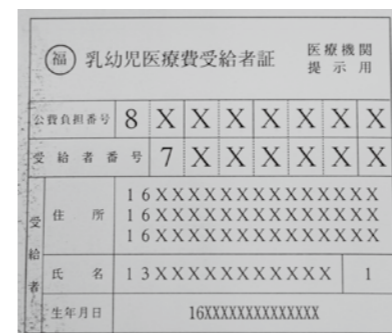 福 乳幼児医療費受給者証 医療機関
提示用
公費負担番号 8 X X X X X X X
受給者番号 7 X X X X X X
受給者
住所 16XXXXXXXXXXXXXXX
16XXXXXXXXXXXXXXX
16XXXXXXXXXXXXXXX
氏名 13XXXXXXXXXXXX 1
生年月日 16XXXXXXXXXXXXXX